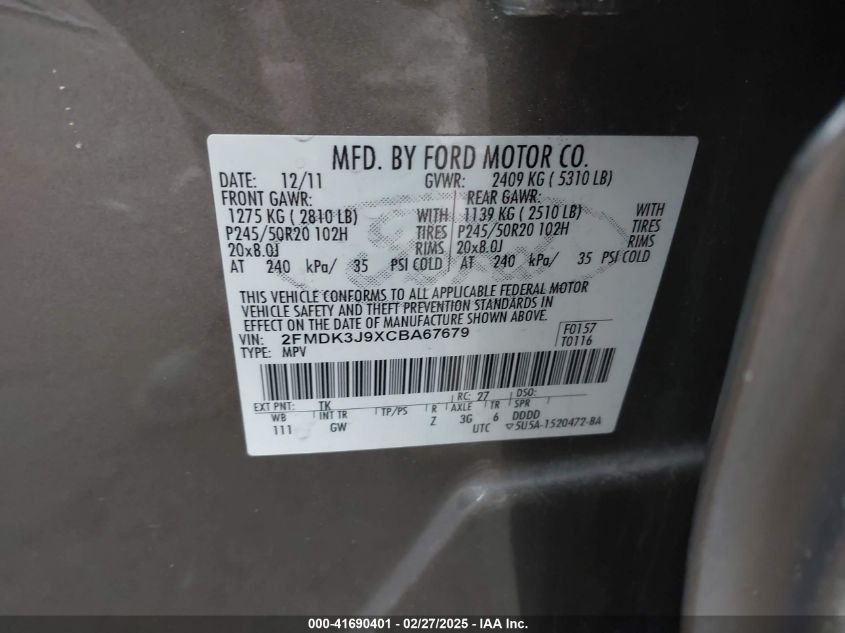 MFD. BY FORD MOTOR CO.
DATE: 12/11 GVWR: 2409 KG ( 5310 LB)
FRONT GAWR: REAR GAWR:
1275 KG ( 2810 LB) WITH 1139 KG ( 2510 LB) WITH
P245/50R20 102H TIRES P245/50R20 102H TIRES
20x8.0J RIMS 20x8.0J RIMS
AT 240 kPa/ 35 PSI COLD AT 240 kPa/ 35 PSI COLD
THIS VEHICLE CONFORMS TO ALL APPLICABLE FEDERAL MOTOR
VEHICLE SAFETY AND THEFT PREVENTION STANDARDS IN
EFFECT ON THE DATE OF MANUFACTURE SHOWN ABOVE.
VIN: 2FMDK3J9XCBA67679 F0157
TYPE: MPV T0116
EXT PNT: TK RC: 27 DSO:
WB INT TR TP/PS R AXLE TR SPR
111 GW Z 3G 6 DDDD
UTC ▽5U5A-1520472-BA
000-41690401 - 02/27/2025 - IAA Inc.